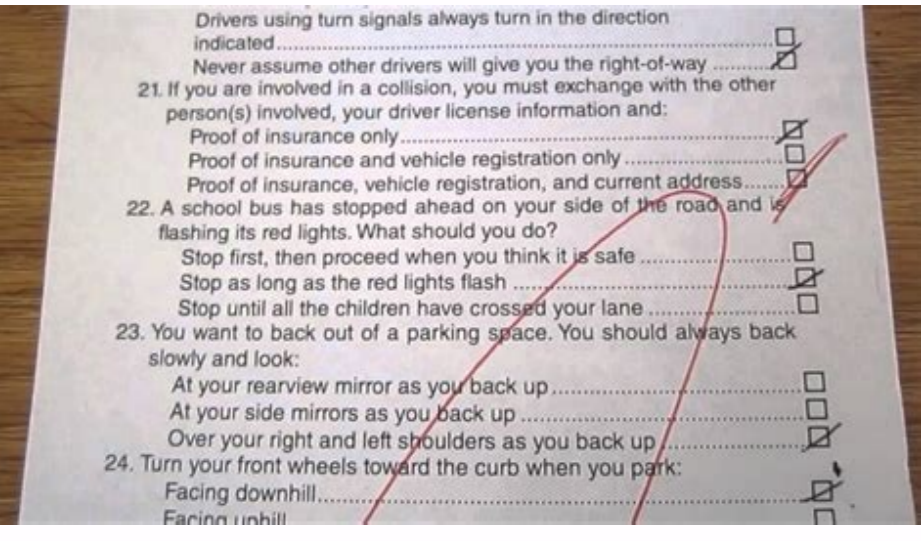 Drivers using turn signals always turn in the direction
indicated
Never assume other drivers will give you the right-of-way
21. If you are involved in a collision, you must exchange with the other
person(s) involved, your driver license information and:
Proof of insurance only
Proof of insurance and vehicle registration only
Proof of insurance, vehicle registration, and current address
22. A school bus has stopped ahead on your side of the road and is
flashing its red lights. What should you do?
Stop first, then proceed when you think it is safe
Stop as long as the red lights flash
Stop until all the children have crossed your lane
23. You want to back out of a parking space. You should always back
slowly and look:
At your rearview mirror as you back up
At your side mirrors as you back up
Over your right and left shoulders as you back up
24. Turn your front wheels toward the curb when you park:
Facing downhill
Facing uphill